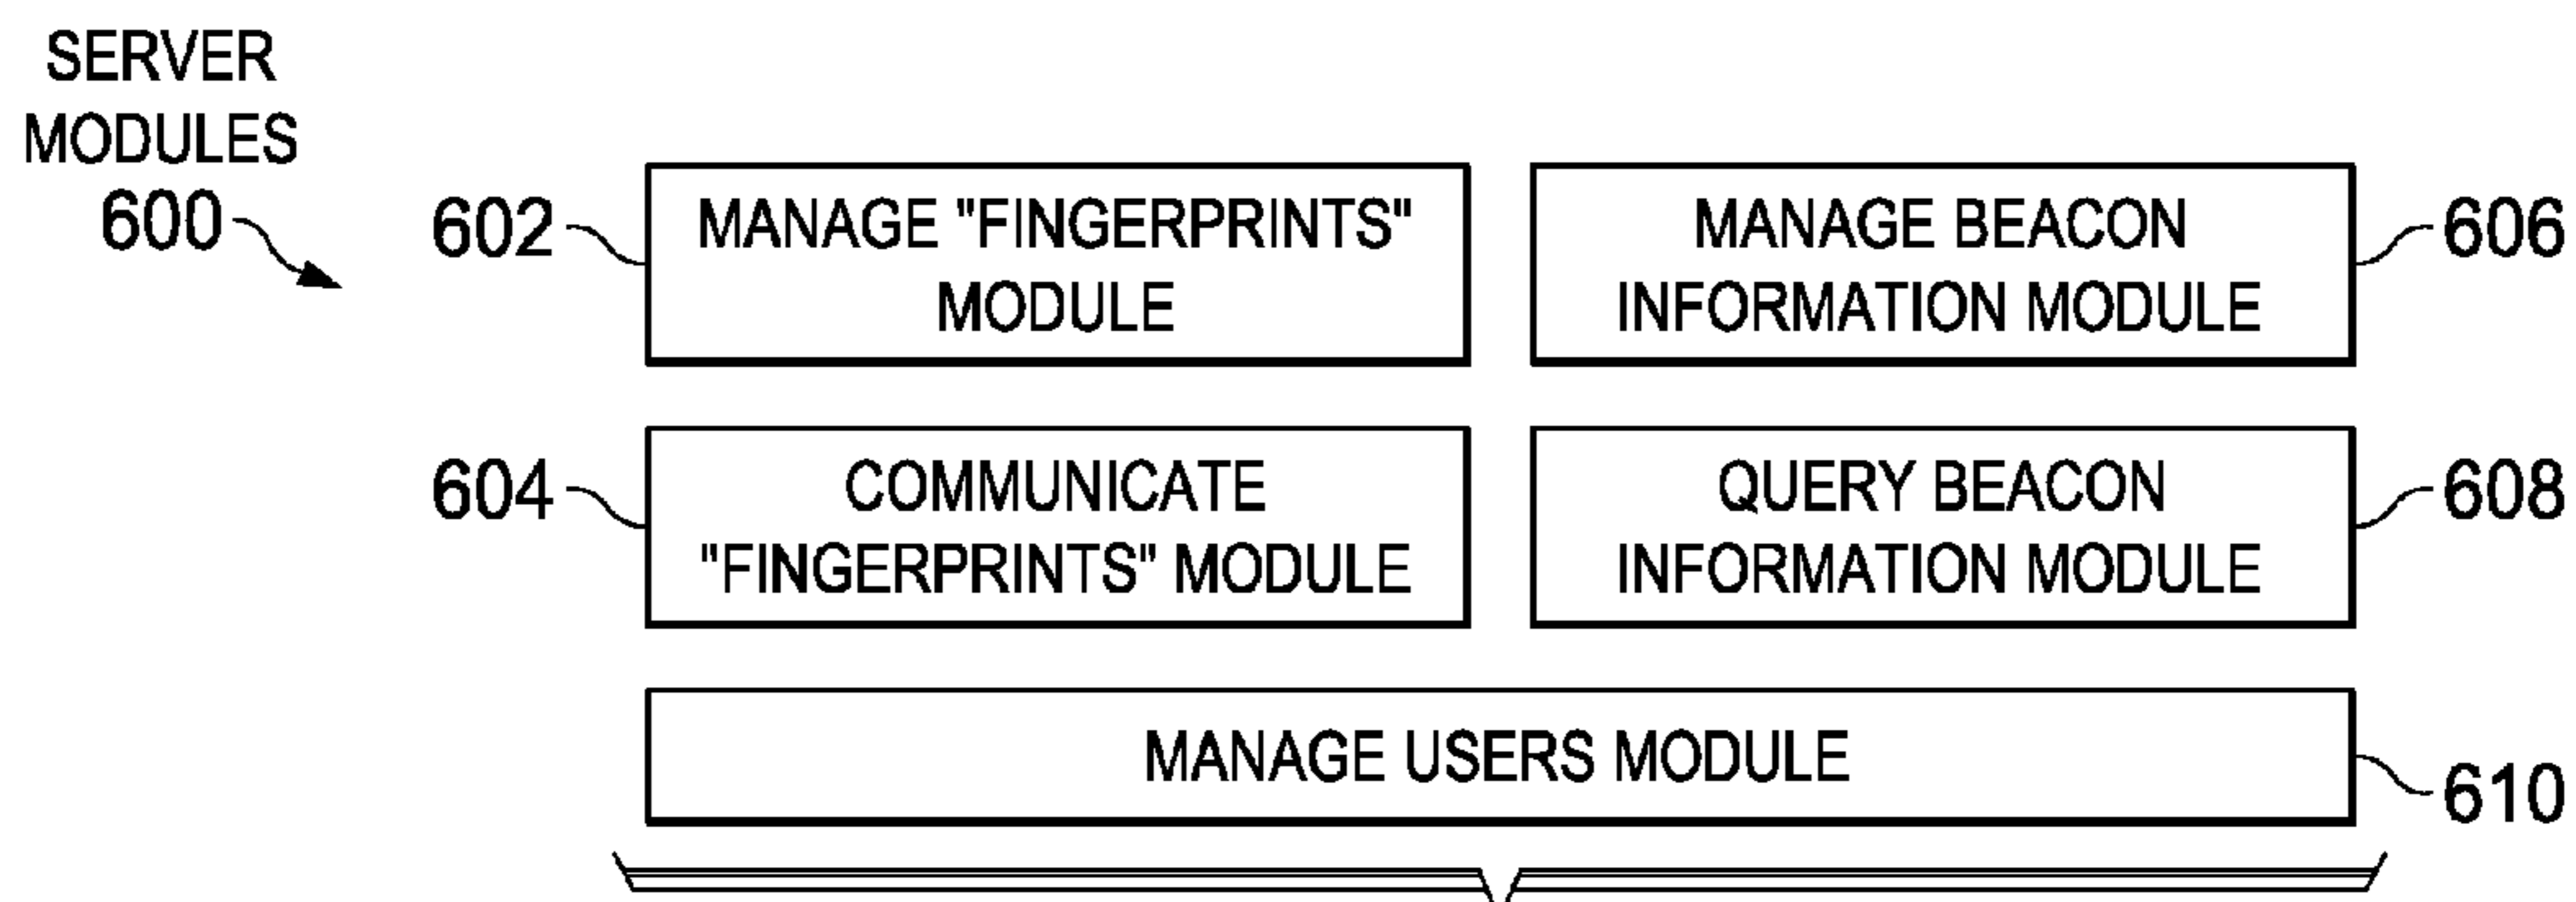 SERVER
MODULES
600
602
MANAGE "FINGERPRINTS"
MODULE
MANAGE BEACON
INFORMATION MODULE
606
604
COMMUNICATE
"FINGERPRINTS" MODULE
QUERY BEACON
INFORMATION MODULE
608
MANAGE USERS MODULE
610